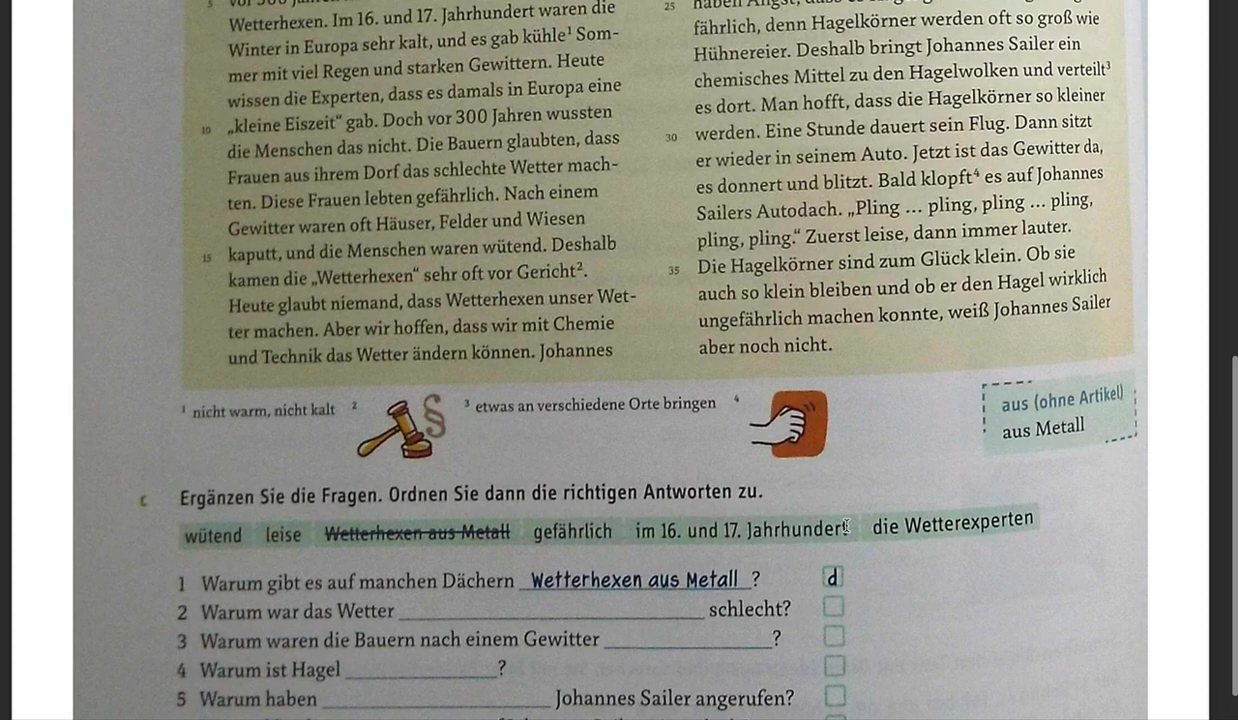 5 vor 300 Jahren
Wetterhexen. Im 16. und 17. Jahrhundert waren die
Winter in Europa sehr kalt, und es gab kühle¹ Som-
mer mit viel Regen und starken Gewittern. Heute
wissen die Experten, dass es damals in Europa eine
10 „kleine Eiszeit“ gab. Doch vor 300 Jahren wussten
die Menschen das nicht. Die Bauern glaubten, dass
Frauen aus ihrem Dorf das schlechte Wetter mach-
ten. Diese Frauen lebten gefährlich. Nach einem
Gewitter waren oft Häuser, Felder und Wiesen
15 kaputt, und die Menschen waren wütend. Deshalb
kamen die „Wetterhexen“ sehr oft vor Gericht².
Heute glaubt niemand, dass Wetterhexen unser Wet-
ter machen. Aber wir hoffen, dass wir mit Chemie
und Technik das Wetter ändern können. Johannes
25 haben Angst, dass
fährlich, denn Hagelkörner werden oft so groß wie
Hühnereier. Deshalb bringt Johannes Sailer ein
chemisches Mittel zu den Hagelwolken und verteilt³
es dort. Man hofft, dass die Hagelkörner so kleiner
30 werden. Eine Stunde dauert sein Flug. Dann sitzt
er wieder in seinem Auto. Jetzt ist das Gewitter da,
es donnert und blitzt. Bald klopft⁴ es auf Johannes
Sailers Autodach. „Pling ... pling, pling ... pling,
pling, pling.“ Zuerst leise, dann immer lauter.
35 Die Hagelkörner sind zum Glück klein. Ob sie
auch so klein bleiben und ob er den Hagel wirklich
ungefährlich machen konnte, weiß Johannes Sailer
aber noch nicht.
¹ nicht warm, nicht kalt ² § ³ etwas an verschiedene Orte bringen ⁴
aus (ohne Artikel)
aus Metall
c Ergänzen Sie die Fragen. Ordnen Sie dann die richtigen Antworten zu.
wütend leise Wetterhexen aus Metall gefährlich im 16. und 17. Jahrhundert die Wetterexperten
1 Warum gibt es auf manchen Dächern Wetterhexen aus Metall ? d
2 Warum war das Wetter ____ schlecht?
3 Warum waren die Bauern nach einem Gewitter ____ ?
4 Warum ist Hagel ____ ?
5 Warum haben ____ Johannes Sailer angerufen?